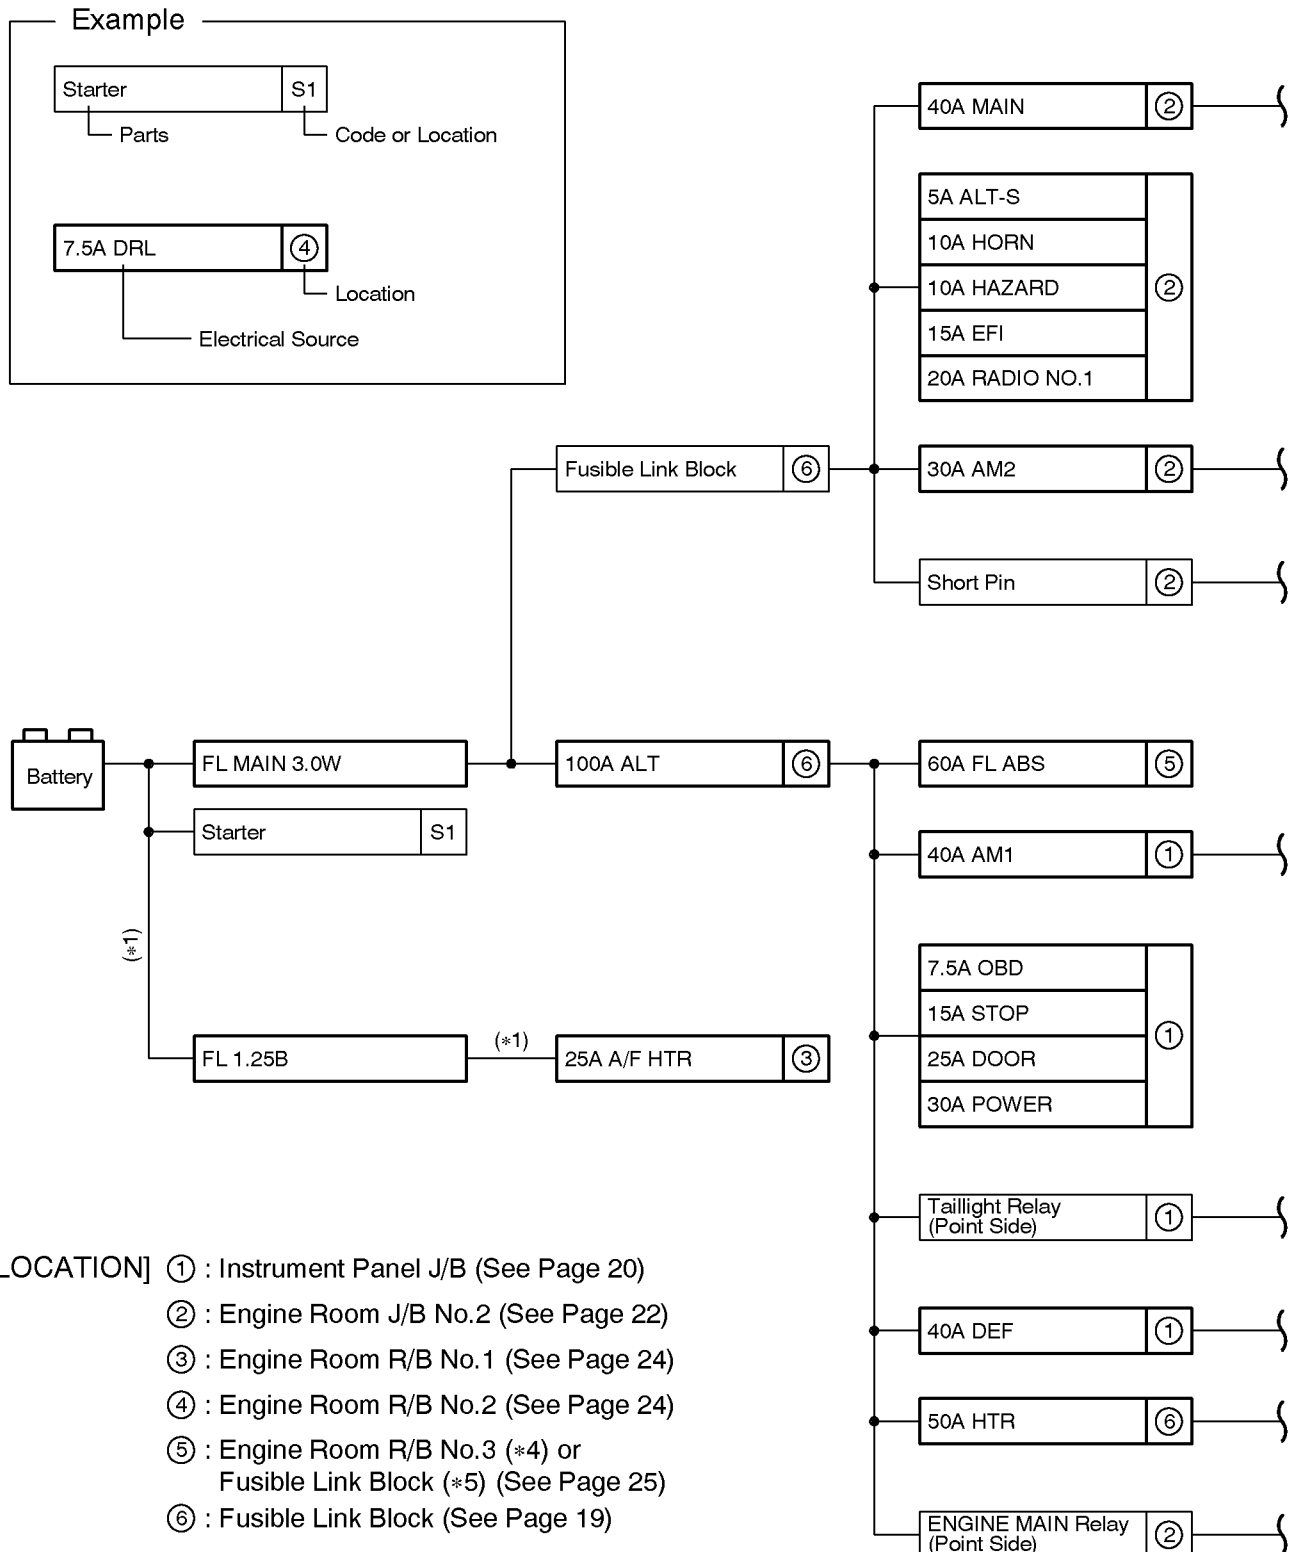 Example
Starter S1
Parts
Code or Location
7.5A DRL ④
Location
Electrical Source
40A MAIN ②
5A ALT-S
10A HORN
10A HAZARD ②
15A EFI
20A RADIO NO.1
Fusible Link Block ⑥
30A AM2 ②
Short Pin ②
Battery
FL MAIN 3.0W
100A ALT ⑥
60A FL ABS ⑤
Starter S1
40A AM1 ①
(*1)
7.5A OBD
15A STOP
①
25A DOOR
30A POWER
FL 1.25B
(*1)
25A A/F HTR ③
Taillight Relay
(Point Side) ①
40A DEF ①
50A HTR ⑥
ENGINE MAIN Relay
(Point Side) ②
LOCATION] ① : Instrument Panel J/B (See Page 20)
② : Engine Room J/B No.2 (See Page 22)
③ : Engine Room R/B No.1 (See Page 24)
④ : Engine Room R/B No.2 (See Page 24)
⑤ : Engine Room R/B No.3 (*4) or
Fusible Link Block (*5) (See Page 25)
⑥ : Fusible Link Block (See Page 19)